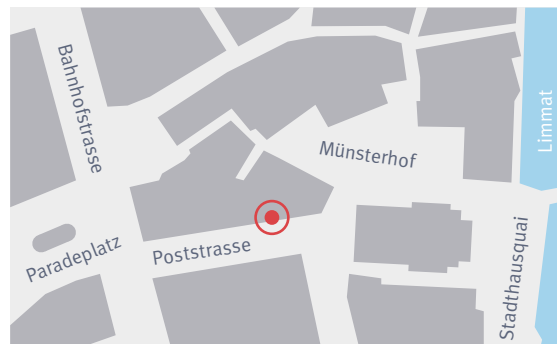 Bahnhofstrasse
Limmat
Münsterhof
Paradeplatz
Poststrasse
Stadthausquai